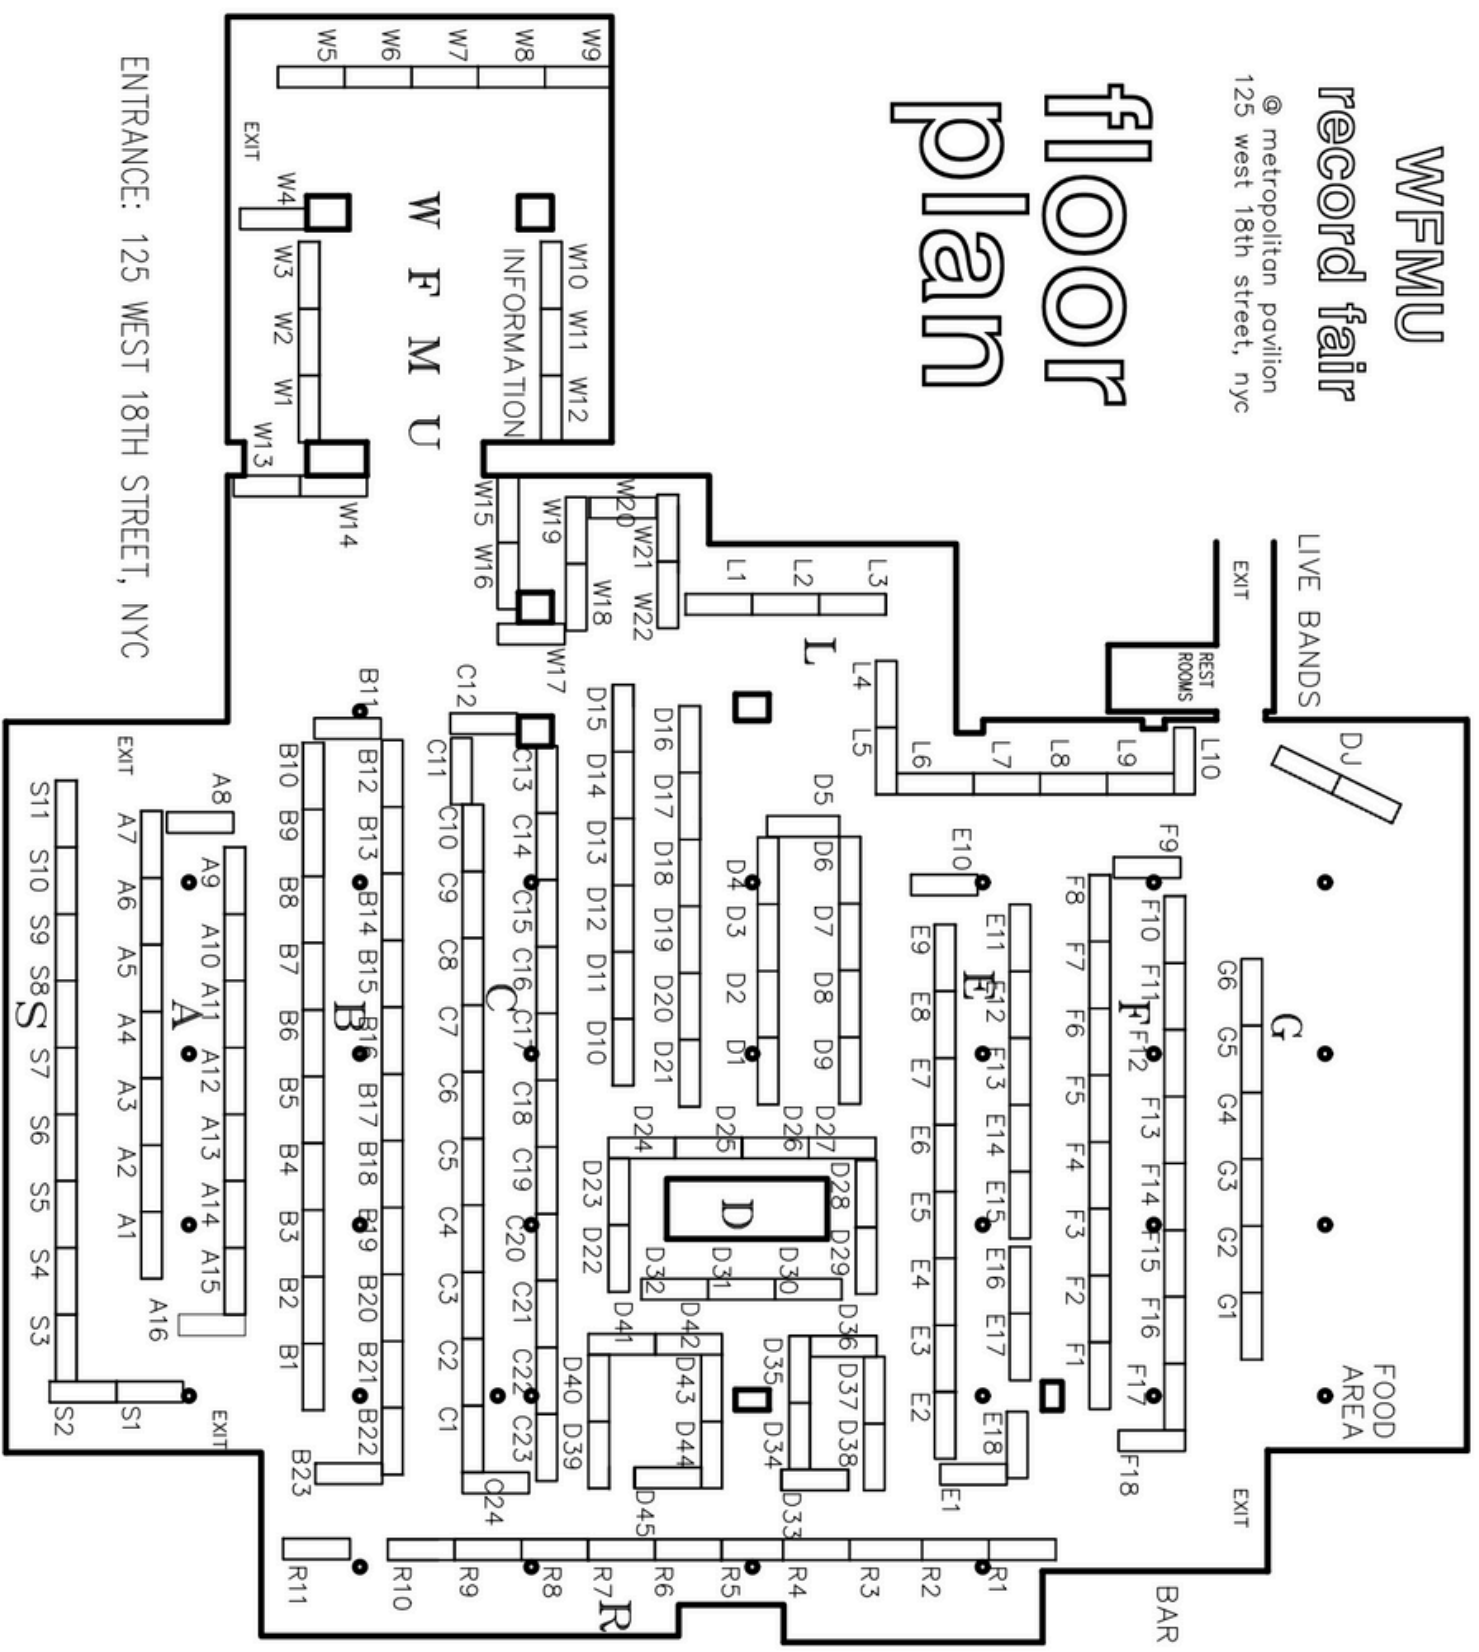 WFMU
record fair
@ metropolitan pavilion
125 west 18th street, nyc
floor
plan
LIVE BANDS
EXIT
REST
ROOMS
DJ
FOOD
AREA
EXIT
BAR
G
G6 G5 G4 G3 G2 G1
F9
F10 F11 F12 F13 F14 F15 F16 F17
F18
F
F8 F7 F6 F5 F4 F3 F2 F1
E10
E11 E12 E13 E14 E15 E16 E17 E18
E
E9 E8 E7 E6 E5 E4 E3 E2
E1
L1 L2 L3
L
L4 L5
L6 L7 L8 L9 L10
D5
D6 D7 D8 D9
D4 D3 D2 D1
D16 D17 D18 D19 D20 D21
D15 D14 D13 D12 D11 D10
D24 D25 D26 D27
D28 D29
D
D23 D22
D32 D31 D30
D41 D42
D43 D44
D40 D39
D45
D36
D37 D38
D35 D34
D33
W5 W6 W7 W8 W9
EXIT
W4
W3 W2 W1
W F M U
INFORMATION
W10 W11 W12
W13
W14
W15 W16
W17
W19 W18
W20
W21 W22
C12
C13 C14 C15 C16 C17 C18 C19 C20 C21 C22 C23
C
C11 C10 C9 C8 C7 C6 C5 C4 C3 C2 C1
C24
B11
B12 B13 B14 B15 B16 B17 B18 B19 B20 B21 B22
B
B10 B9 B8 B7 B6 B5 B4 B3 B2 B1
B23
A8
A9 A10 A11 A12 A13 A14 A15
A16
A
EXIT
A7 A6 A5 A4 A3 A2 A1
EXIT
S11 S10 S9 S8 S7 S6 S5 S4 S3
S
S2 S1
R11 R10 R9 R8 R7 R6 R5 R4 R3 R2 R1
R
ENTRANCE: 125 WEST 18TH STREET, NYC